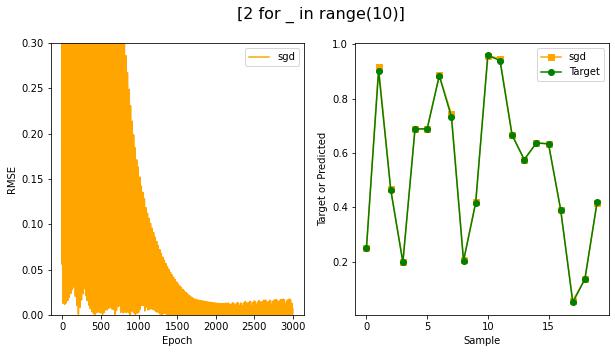 [2 for _ in range(10)]
0.30
0.25
0.20
0.15
0.10
0.05
0.00
RMSE
0
500
1000
1500
2000
2500
3000
Epoch
sgd
1.0
0.8
0.6
0.4
0.2
Target or Predicted
0
5
10
15
Sample
sgd
Target